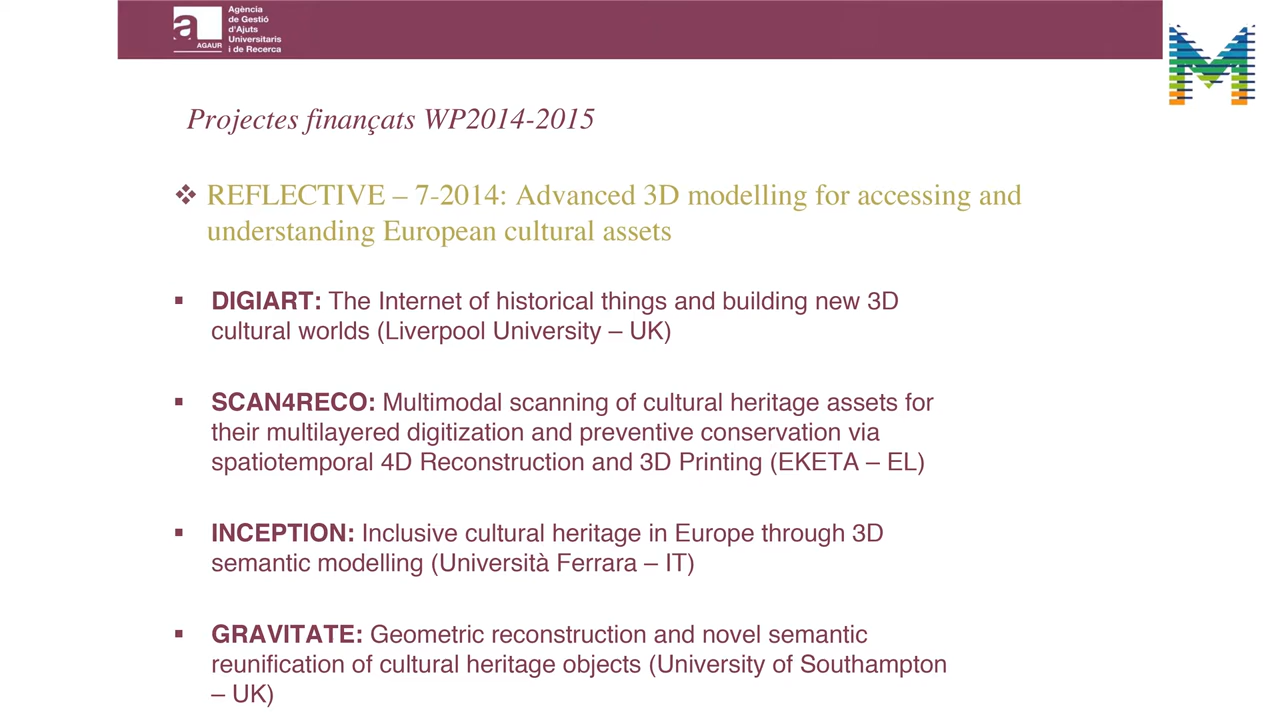 Agència
de Gestió
d'Ajuts
Universitaris
i de Recerca
a
AGAUR
M
Projectes finançats WP2014-2015
❖ REFLECTIVE – 7-2014: Advanced 3D modelling for accessing and
understanding European cultural assets
▪ DIGIART: The Internet of historical things and building new 3D
cultural worlds (Liverpool University – UK)
▪ SCAN4RECO: Multimodal scanning of cultural heritage assets for
their multilayered digitization and preventive conservation via
spatiotemporal 4D Reconstruction and 3D Printing (EKETA – EL)
▪ INCEPTION: Inclusive cultural heritage in Europe through 3D
semantic modelling (Università Ferrara – IT)
▪ GRAVITATE: Geometric reconstruction and novel semantic
reunification of cultural heritage objects (University of Southampton
– UK)